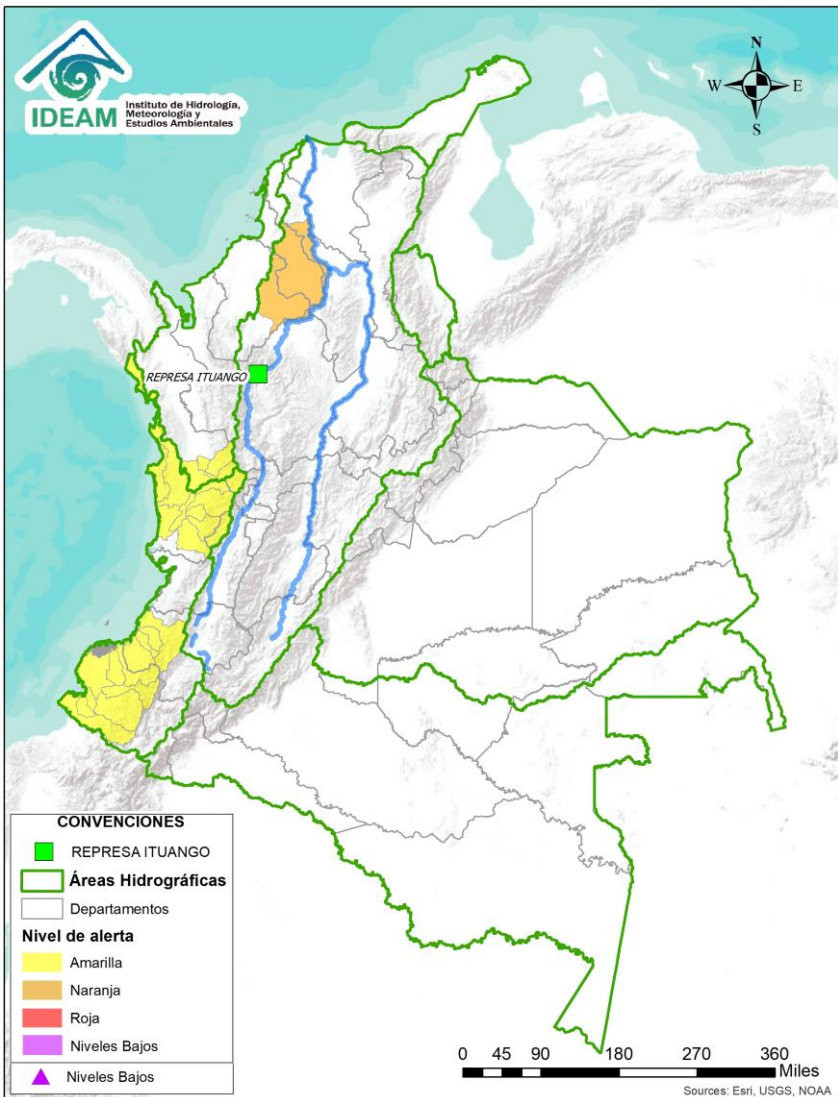 IDEAM
Instituto de Hidrología,
Meteorología y
Estudios Ambientales
N
W
E
S
REPRESA ITUANGO
CONVENCIONES
REPRESA ITUANGO
Áreas Hidrográficas
Departamentos
Nivel de alerta
Amarilla
Naranja
Roja
Niveles Bajos
Niveles Bajos
0 45 90 180 270 360
Miles
Sources: Esri, USGS, NOAA